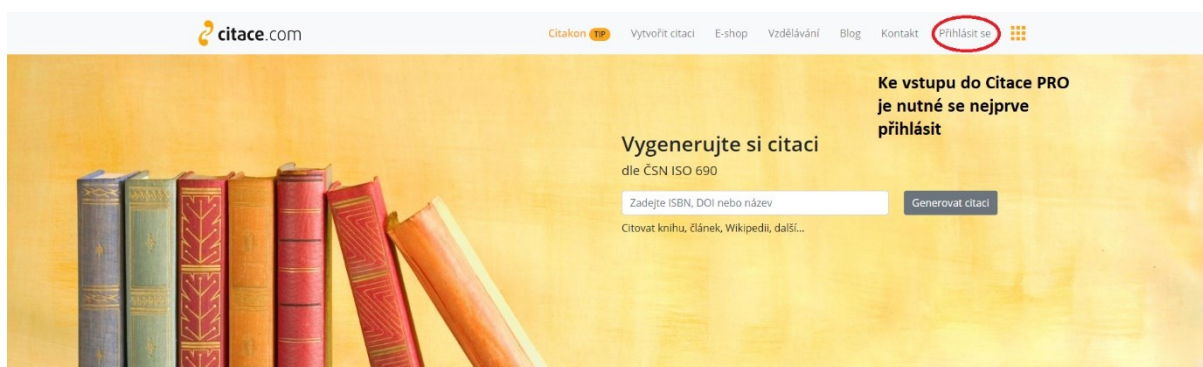 citace.com
Citakon TIP Vytvořit citaci E-shop Vzdělávání Blog Kontakt Přihlásit se
Ke vstupu do Citace PRO
je nutné se nejprve
přihlásit
Vygenerujte si citaci
dle ČSN ISO 690
Zadejte ISBN, DOI nebo název
Generovat citaci
Citovat knihu, článek, Wikipedii, další...